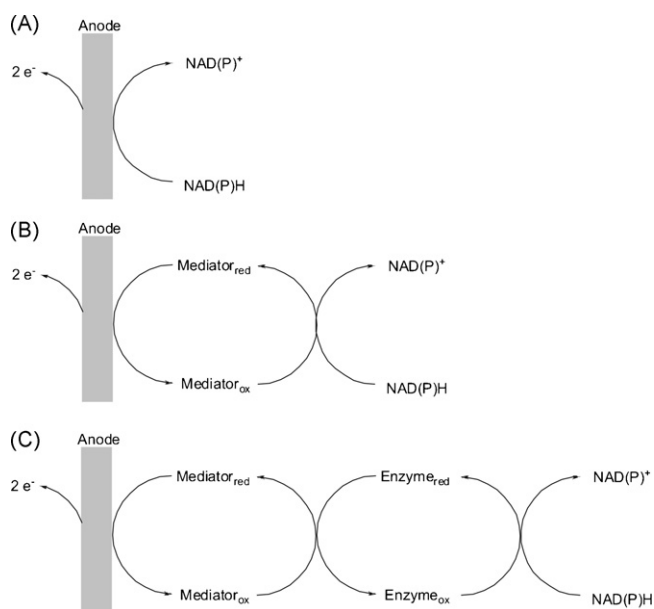 (A)
Anode
2 e⁻
NAD(P)⁺
NAD(P)H
(B)
Anode
2 e⁻
Mediator_red
NAD(P)⁺
Mediator_ox
NAD(P)H
(C)
Anode
2 e⁻
Mediator_red
Enzyme_red
NAD(P)⁺
Mediator_ox
Enzyme_ox
NAD(P)H